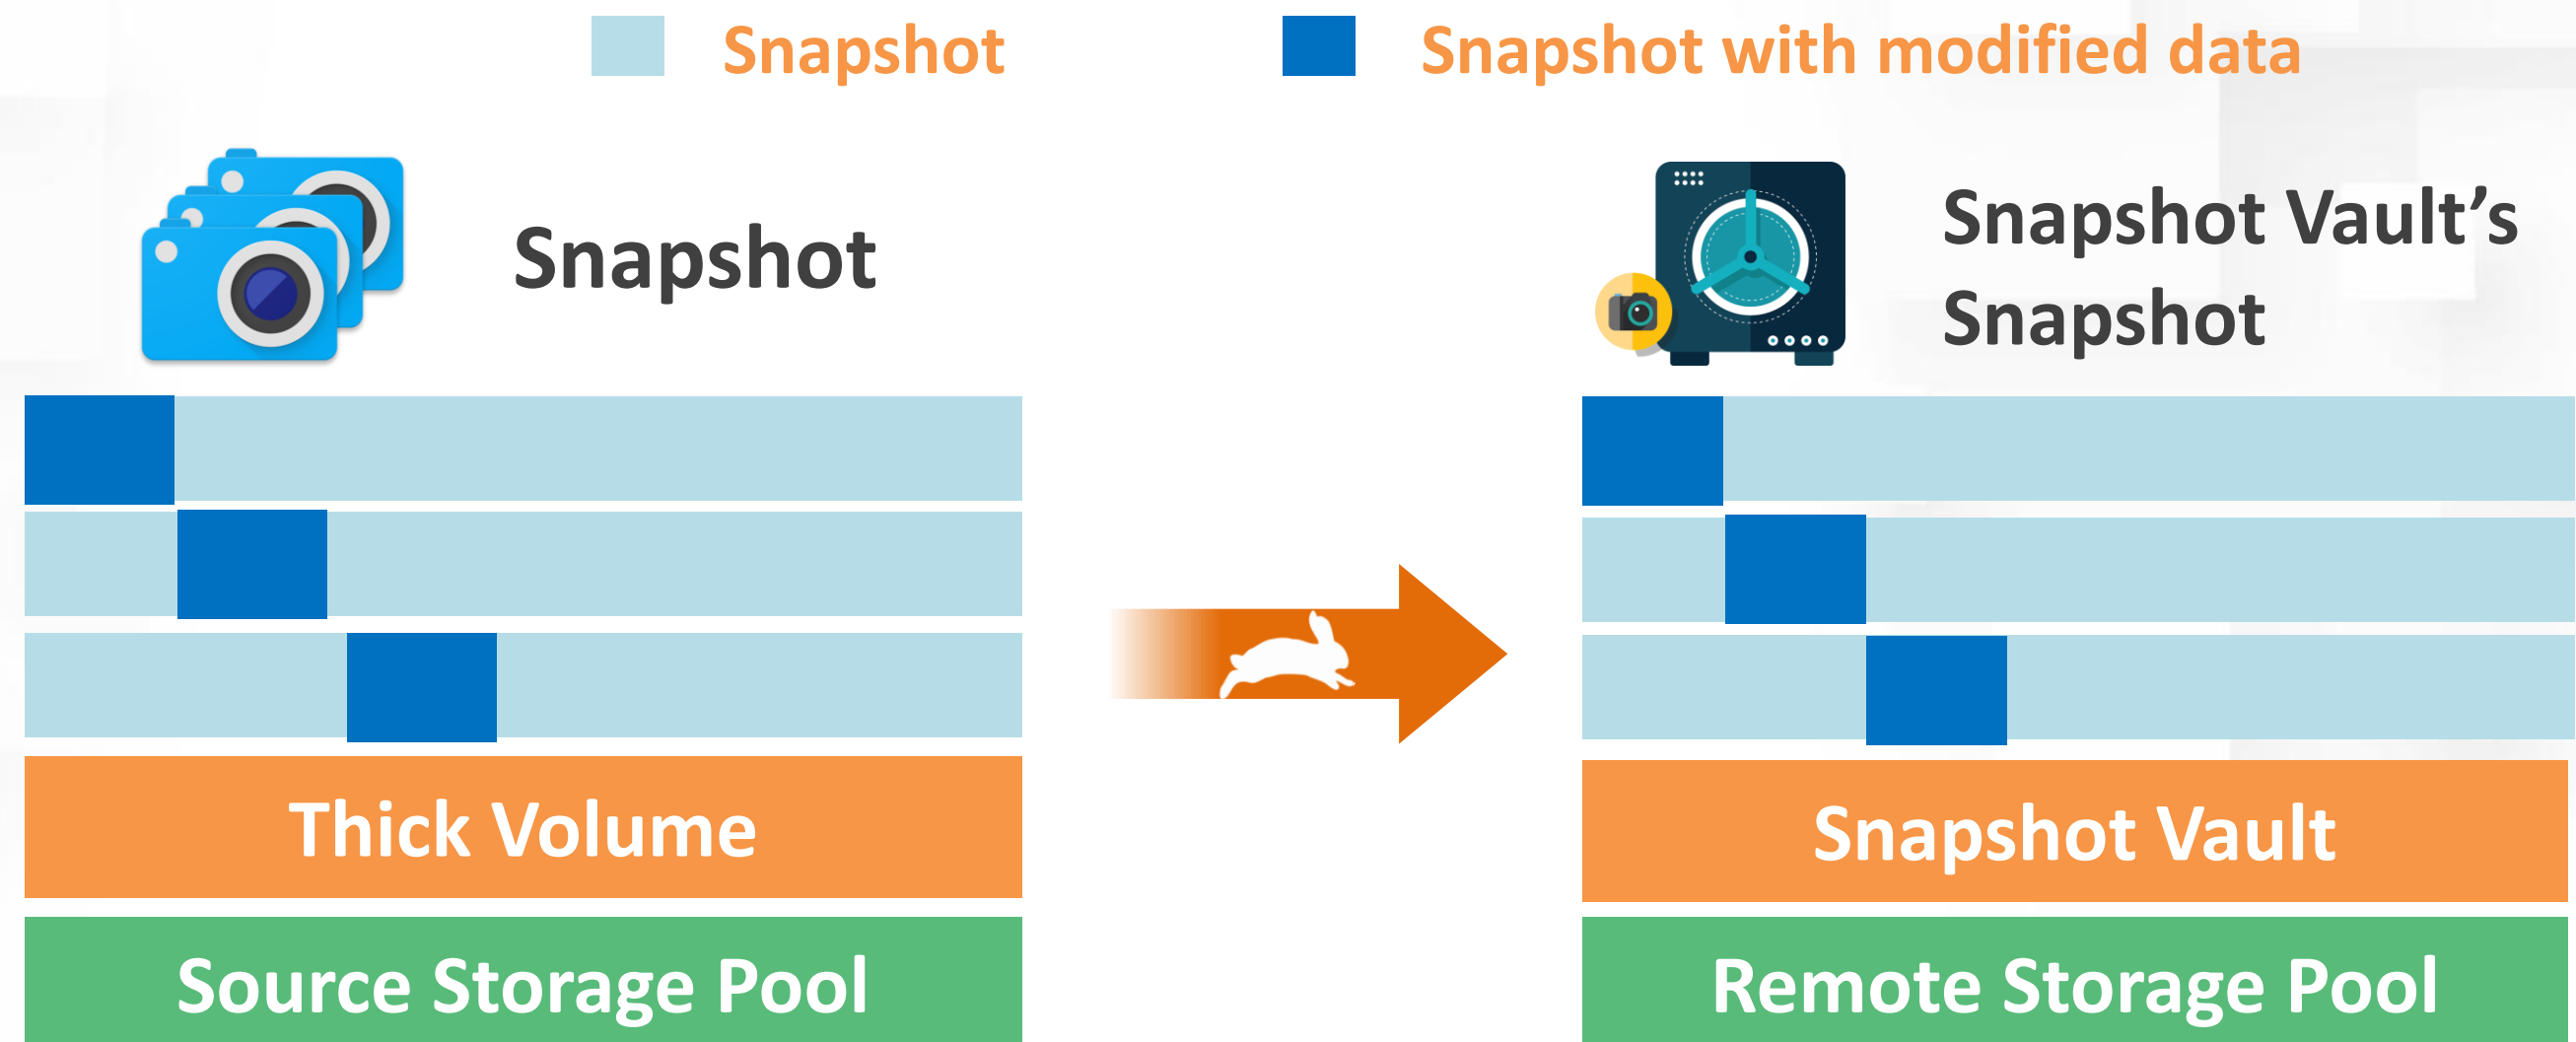 Snapshot
Snapshot with modified data
Snapshot
Snapshot Vault’s
Snapshot
Thick Volume
Snapshot Vault
Source Storage Pool
Remote Storage Pool